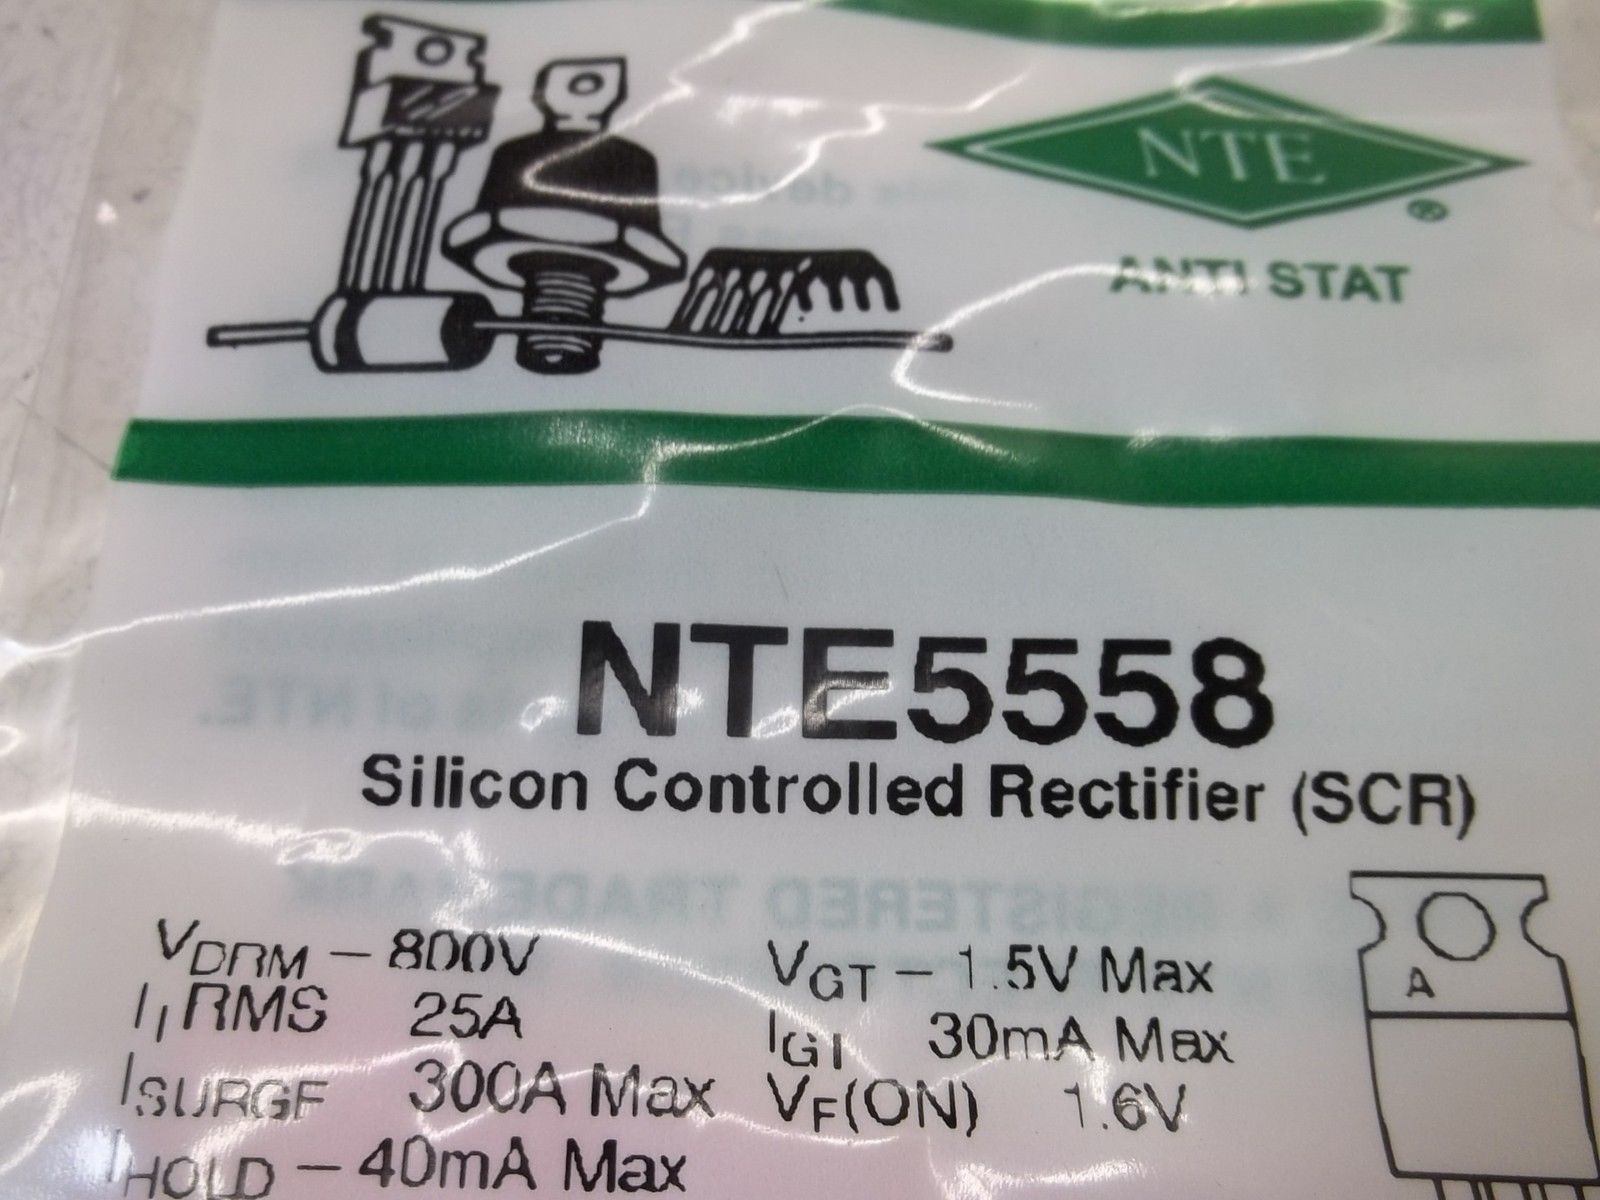 NTE
®
ANTI STAT
NTE5558
Silicon Controlled Rectifier (SCR)
VDRM – 800V
ITRMS 25A
ISURGE 300A Max
IHOLD – 40mA Max
VGT – 1.5V Max
IGT 30mA Max
VF(ON) 1.6V
A